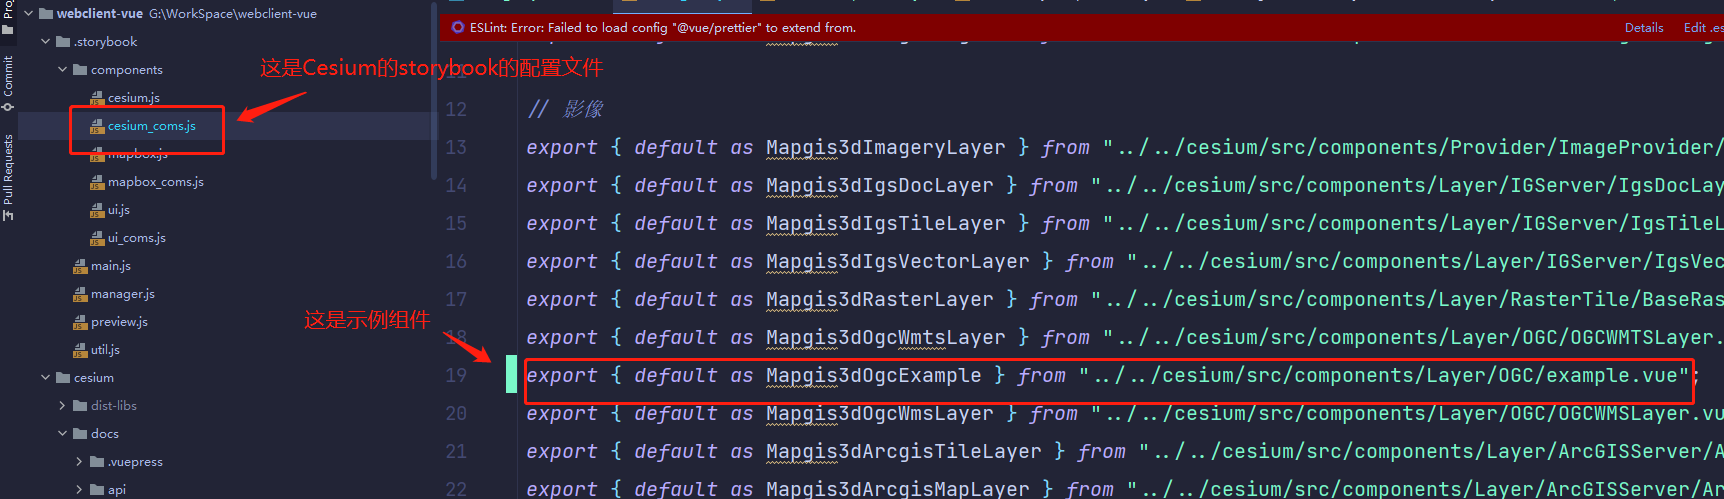 Proj
Commit
Pull Requests
webclient-vue G:\WorkSpace\webclient-vue
.storybook
components
cesium.js
cesium_coms.js
mapbox.js
mapbox_coms.js
ui.js
ui_coms.js
main.js
manager.js
preview.js
util.js
cesium
dist-libs
docs
.vuepress
api
ESLint: Error: Failed to load config "@vue/prettier" to extend from.
Details
Edit .es
这是Cesium的storybook的配置文件
11
12 // 影像
13 export { default as Mapgis3dImageryLayer } from "../../cesium/src/components/Provider/ImageProvider/
14 export { default as Mapgis3dIgsDocLayer } from "../../cesium/src/components/Layer/IGServer/IgsDocLay
15 export { default as Mapgis3dIgsTileLayer } from "../../cesium/src/components/Layer/IGServer/IgsTileL
16 export { default as Mapgis3dIgsVectorLayer } from "../../cesium/src/components/Layer/IGServer/IgsVec
17 export { default as Mapgis3dRasterLayer } from "../../cesium/src/components/Layer/RasterTile/BaseRas
这是示例组件
18 export { default as Mapgis3dOgcWmtsLayer } from "../../cesium/src/components/Layer/OGC/OGCWMTSLayer.
19 export { default as Mapgis3dOgcExample } from "../../cesium/src/components/Layer/OGC/example.vue";
20 export { default as Mapgis3dOgcWmsLayer } from "../../cesium/src/components/Layer/OGC/OGCWMSLayer.vu
21 export { default as Mapgis3dArcgisTileLayer } from "../../cesium/src/components/Layer/ArcGISServer/A
22 export { default as Mapgis3dArcgisMapLayer } from "../../cesium/src/components/Layer/ArcGISServer/Ar